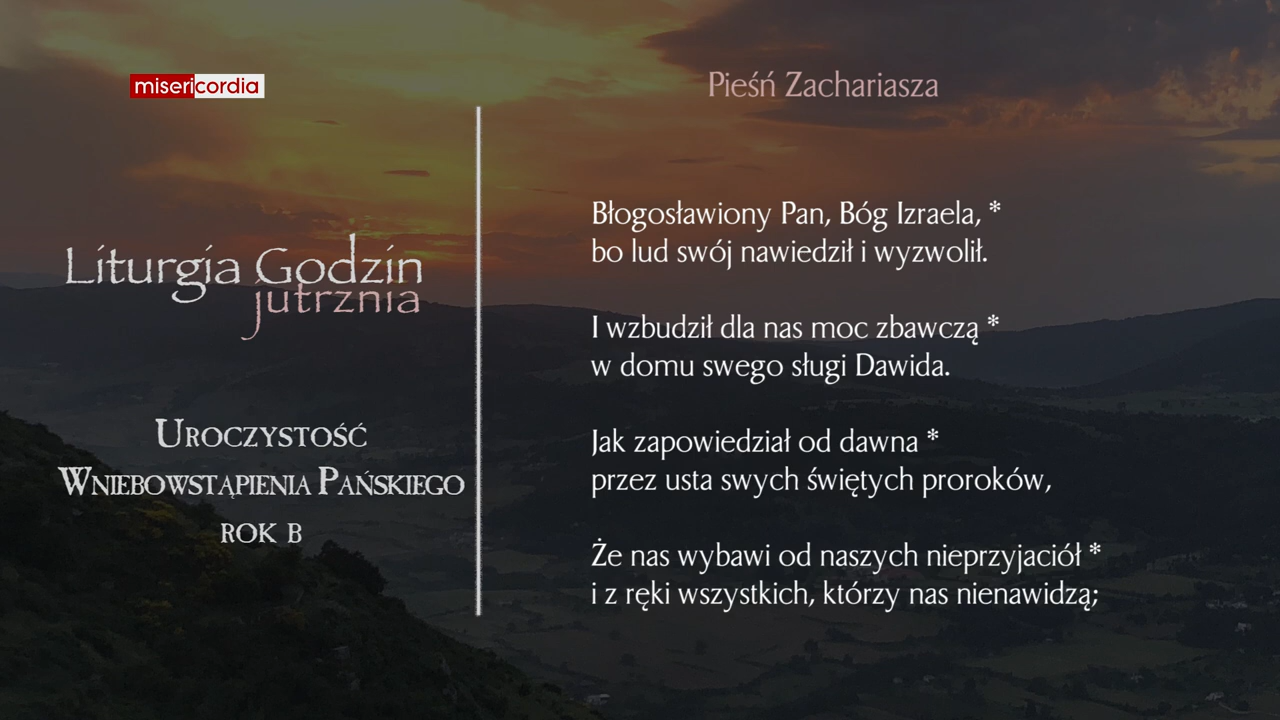 misericordia
Liturgia Godzin
jutrznia
Uroczystość
Wniebowstąpienia Pańskiego
rok B
Pieśń Zachariasza
Błogosławiony Pan, Bóg Izraela, *
bo lud swój nawiedził i wyzwolił.
I wzbudził dla nas moc zbawczą *
w domu swego sługi Dawida.
Jak zapowiedział od dawna *
przez usta swych świętych proroków,
Że nas wybawi od naszych nieprzyjaciół *
i z ręki wszystkich, którzy nas nienawidzą;